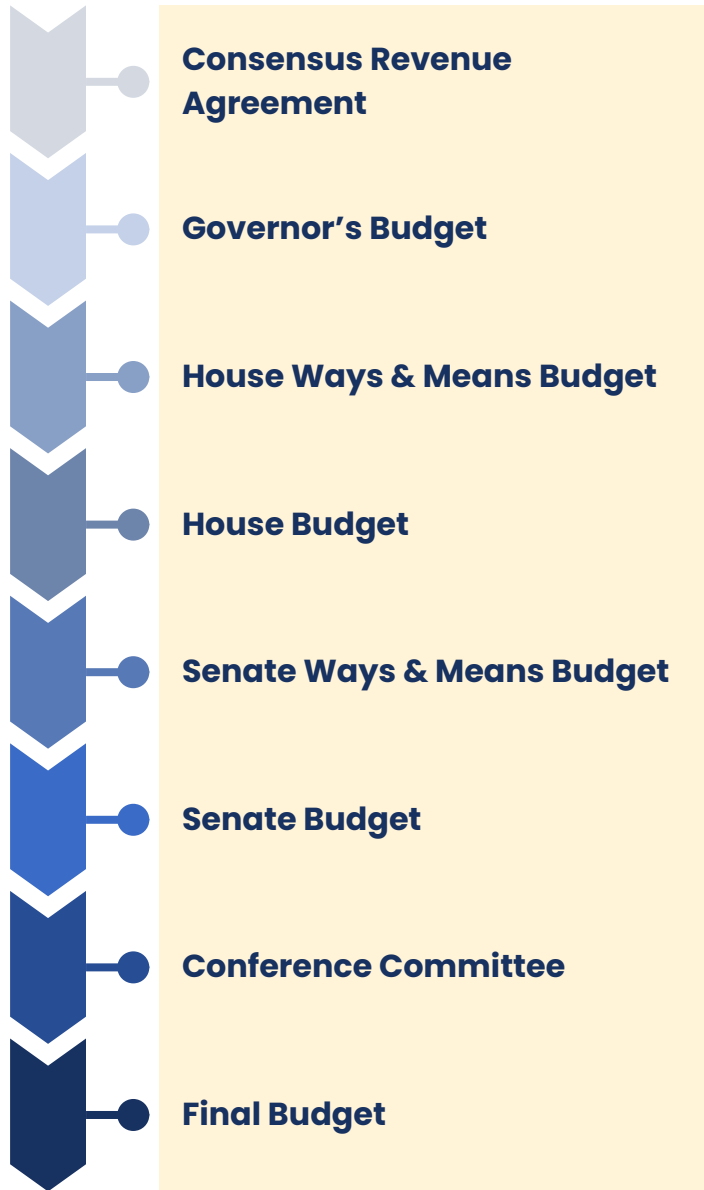 Consensus Revenue
Agreement
Governor’s Budget
House Ways & Means Budget
House Budget
Senate Ways & Means Budget
Senate Budget
Conference Committee
Final Budget